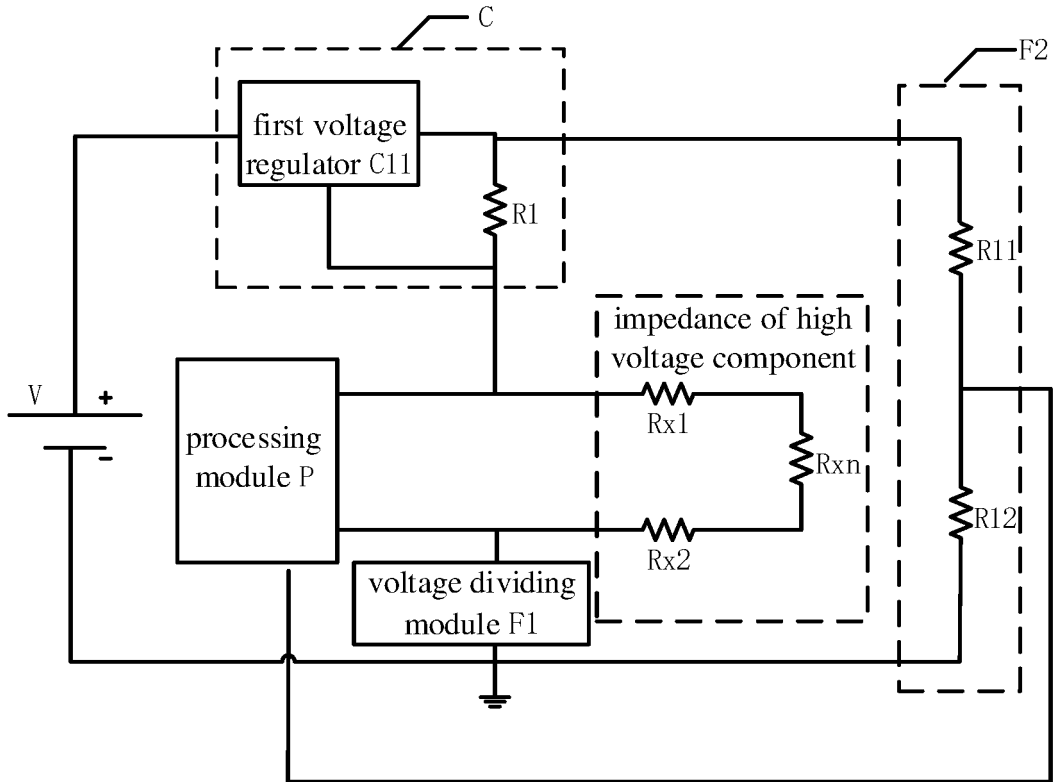 C
F2
first voltage
regulator C11
R1
R11
impedance of high
voltage component
V
+
-
Rx1
processing
module P
Rxn
R12
Rx2
voltage dividing
module F1